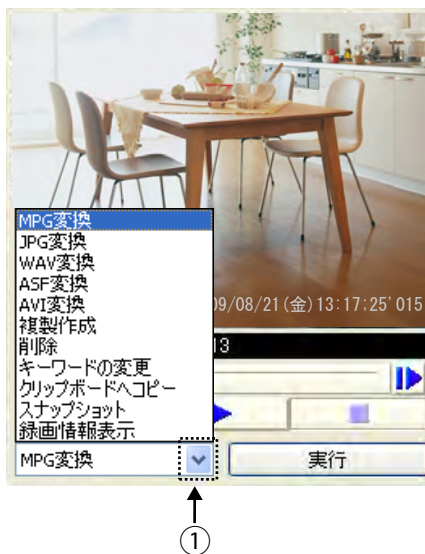 MPG変換
JPG変換
WAV変換
ASF変換
AVI変換
複製作成
削除
キーワードの変更
クリップボードへコピー
スナップショット
録画情報表示
9/08/21(金)13:17:25'015
13
MPG変換
実行
①